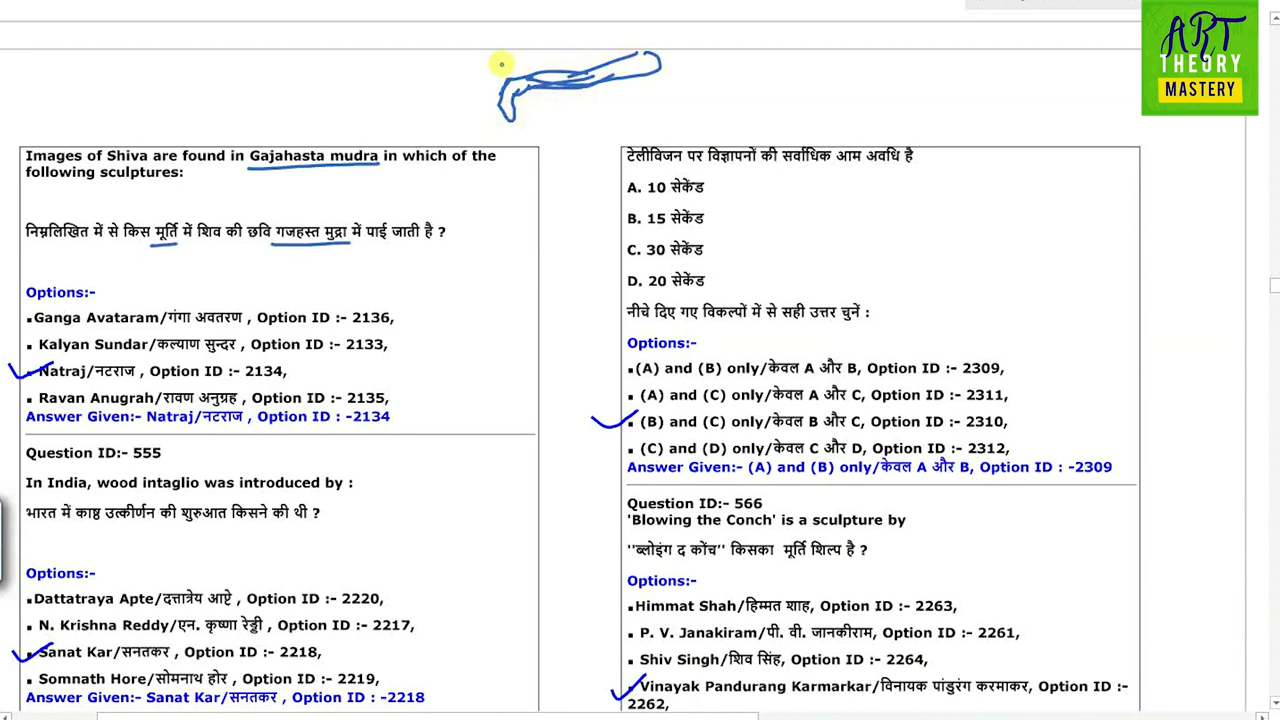 ART
THEORY
MASTERY
Images of Shiva are found in Gajahasta mudra in which of the
following sculptures:
निम्नलिखित में से किस मूर्ति में शिव की छवि गजहस्त मुद्रा में पाई जाती है ?
Options:-
Ganga Avataram/गंगा अवतरण , Option ID :- 2136,
Kalyan Sundar/कल्याण सुन्दर , Option ID :- 2133,
Natraj/नटराज , Option ID :- 2134,
Ravan Anugrah/रावण अनुग्रह , Option ID :- 2135,
Answer Given:- Natraj/नटराज , Option ID : -2134
Question ID:- 555
In India, wood intaglio was introduced by :
भारत में काष्ठ उत्कीर्णन की शुरुआत किसने की थी ?
Options:-
Dattatraya Apte/दत्तात्रेय आप्टे , Option ID :- 2220,
N. Krishna Reddy/एन. कृष्णा रेड्डी , Option ID :- 2217,
Sanat Kar/सनतकर , Option ID :- 2218,
Somnath Hore/सोमनाथ होर , Option ID :- 2219,
Answer Given:- Sanat Kar/सनतकर , Option ID : -2218
टेलीविजन पर विज्ञापनों की सर्वाधिक आम अवधि है
A. 10 सेकेंड
B. 15 सेकेंड
C. 30 सेकेंड
D. 20 सेकेंड
नीचे दिए गए विकल्पों में से सही उत्तर चुनें :
Options:-
(A) and (B) only/केवल A और B, Option ID :- 2309,
(A) and (C) only/केवल A और C, Option ID :- 2311,
(B) and (C) only/केवल B और C, Option ID :- 2310,
(C) and (D) only/केवल C और D, Option ID :- 2312,
Answer Given:- (A) and (B) only/केवल A और B, Option ID : -2309
Question ID:- 566
'Blowing the Conch' is a sculpture by
''ब्लोइंग द कोंच'' किसका मूर्ति शिल्प है ?
Options:-
Himmat Shah/हिम्मत शाह, Option ID :- 2263,
P. V. Janakiram/पी. वी. जानकीराम, Option ID :- 2261,
Shiv Singh/शिव सिंह, Option ID :- 2264,
Vinayak Pandurang Karmarkar/विनायक पांडुरंग करमाकर, Option ID :-
2262,